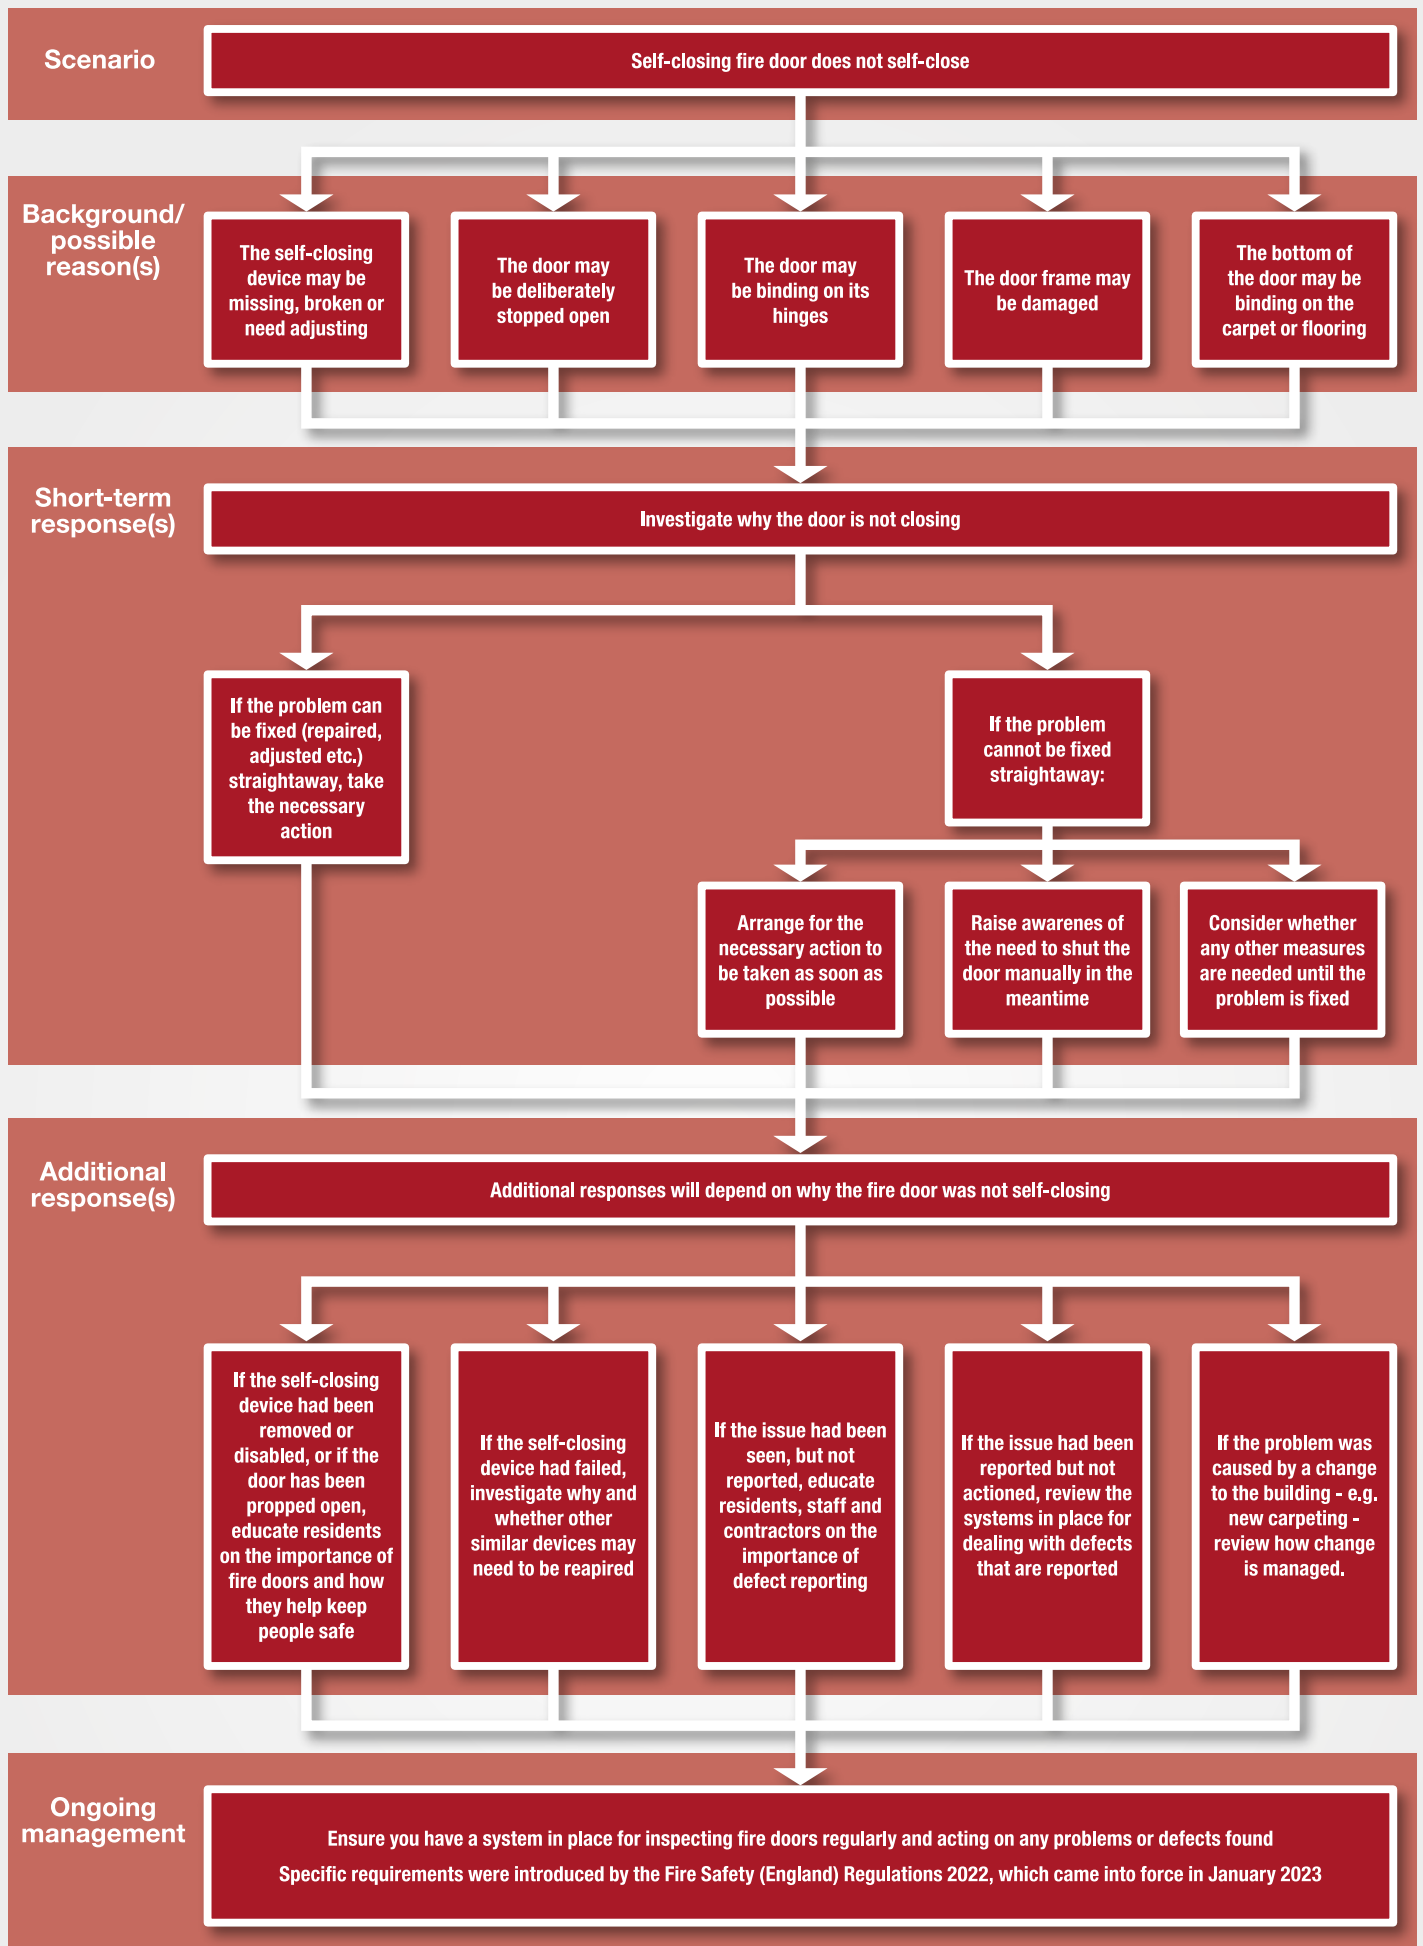 Scenario
Self-closing fire door does not self-close
Background/
possible
reason(s)
The self-closing
device may be
missing, broken or
need adjusting
The door may
be deliberately
stopped open
The door may
be binding on its
hinges
The door frame may
be damaged
The bottom of
the door may be
binding on the
carpet or flooring
Short-term
response(s)
Investigate why the door is not closing
If the problem can
be fixed (repaired,
adjusted etc.)
straightaway, take
the necessary
action
If the problem
cannot be fixed
straightaway:
Arrange for the
necessary action to
be taken as soon as
possible
Raise awarenes of
the need to shut the
door manually in the
meantime
Consider whether
any other measures
are needed until the
problem is fixed
Additional
response(s)
Additional responses will depend on why the fire door was not self-closing
If the self-closing
device had been
removed or
disabled, or if the
door has been
propped open,
educate residents
on the importance of
fire doors and how
they help keep
people safe
If the self-closing
device had failed,
investigate why and
whether other
similar devices may
need to be reapired
If the issue had been
seen, but not
reported, educate
residents, staff and
contractors on the
importance of
defect reporting
If the issue had been
reported but not
actioned, review the
systems in place for
dealing with defects
that are reported
If the problem was
caused by a change
to the building - e.g.
new carpeting -
review how change
is managed.
Ongoing
management
Ensure you have a system in place for inspecting fire doors regularly and acting on any problems or defects found
Specific requirements were introduced by the Fire Safety (England) Regulations 2022, which came into force in January 2023